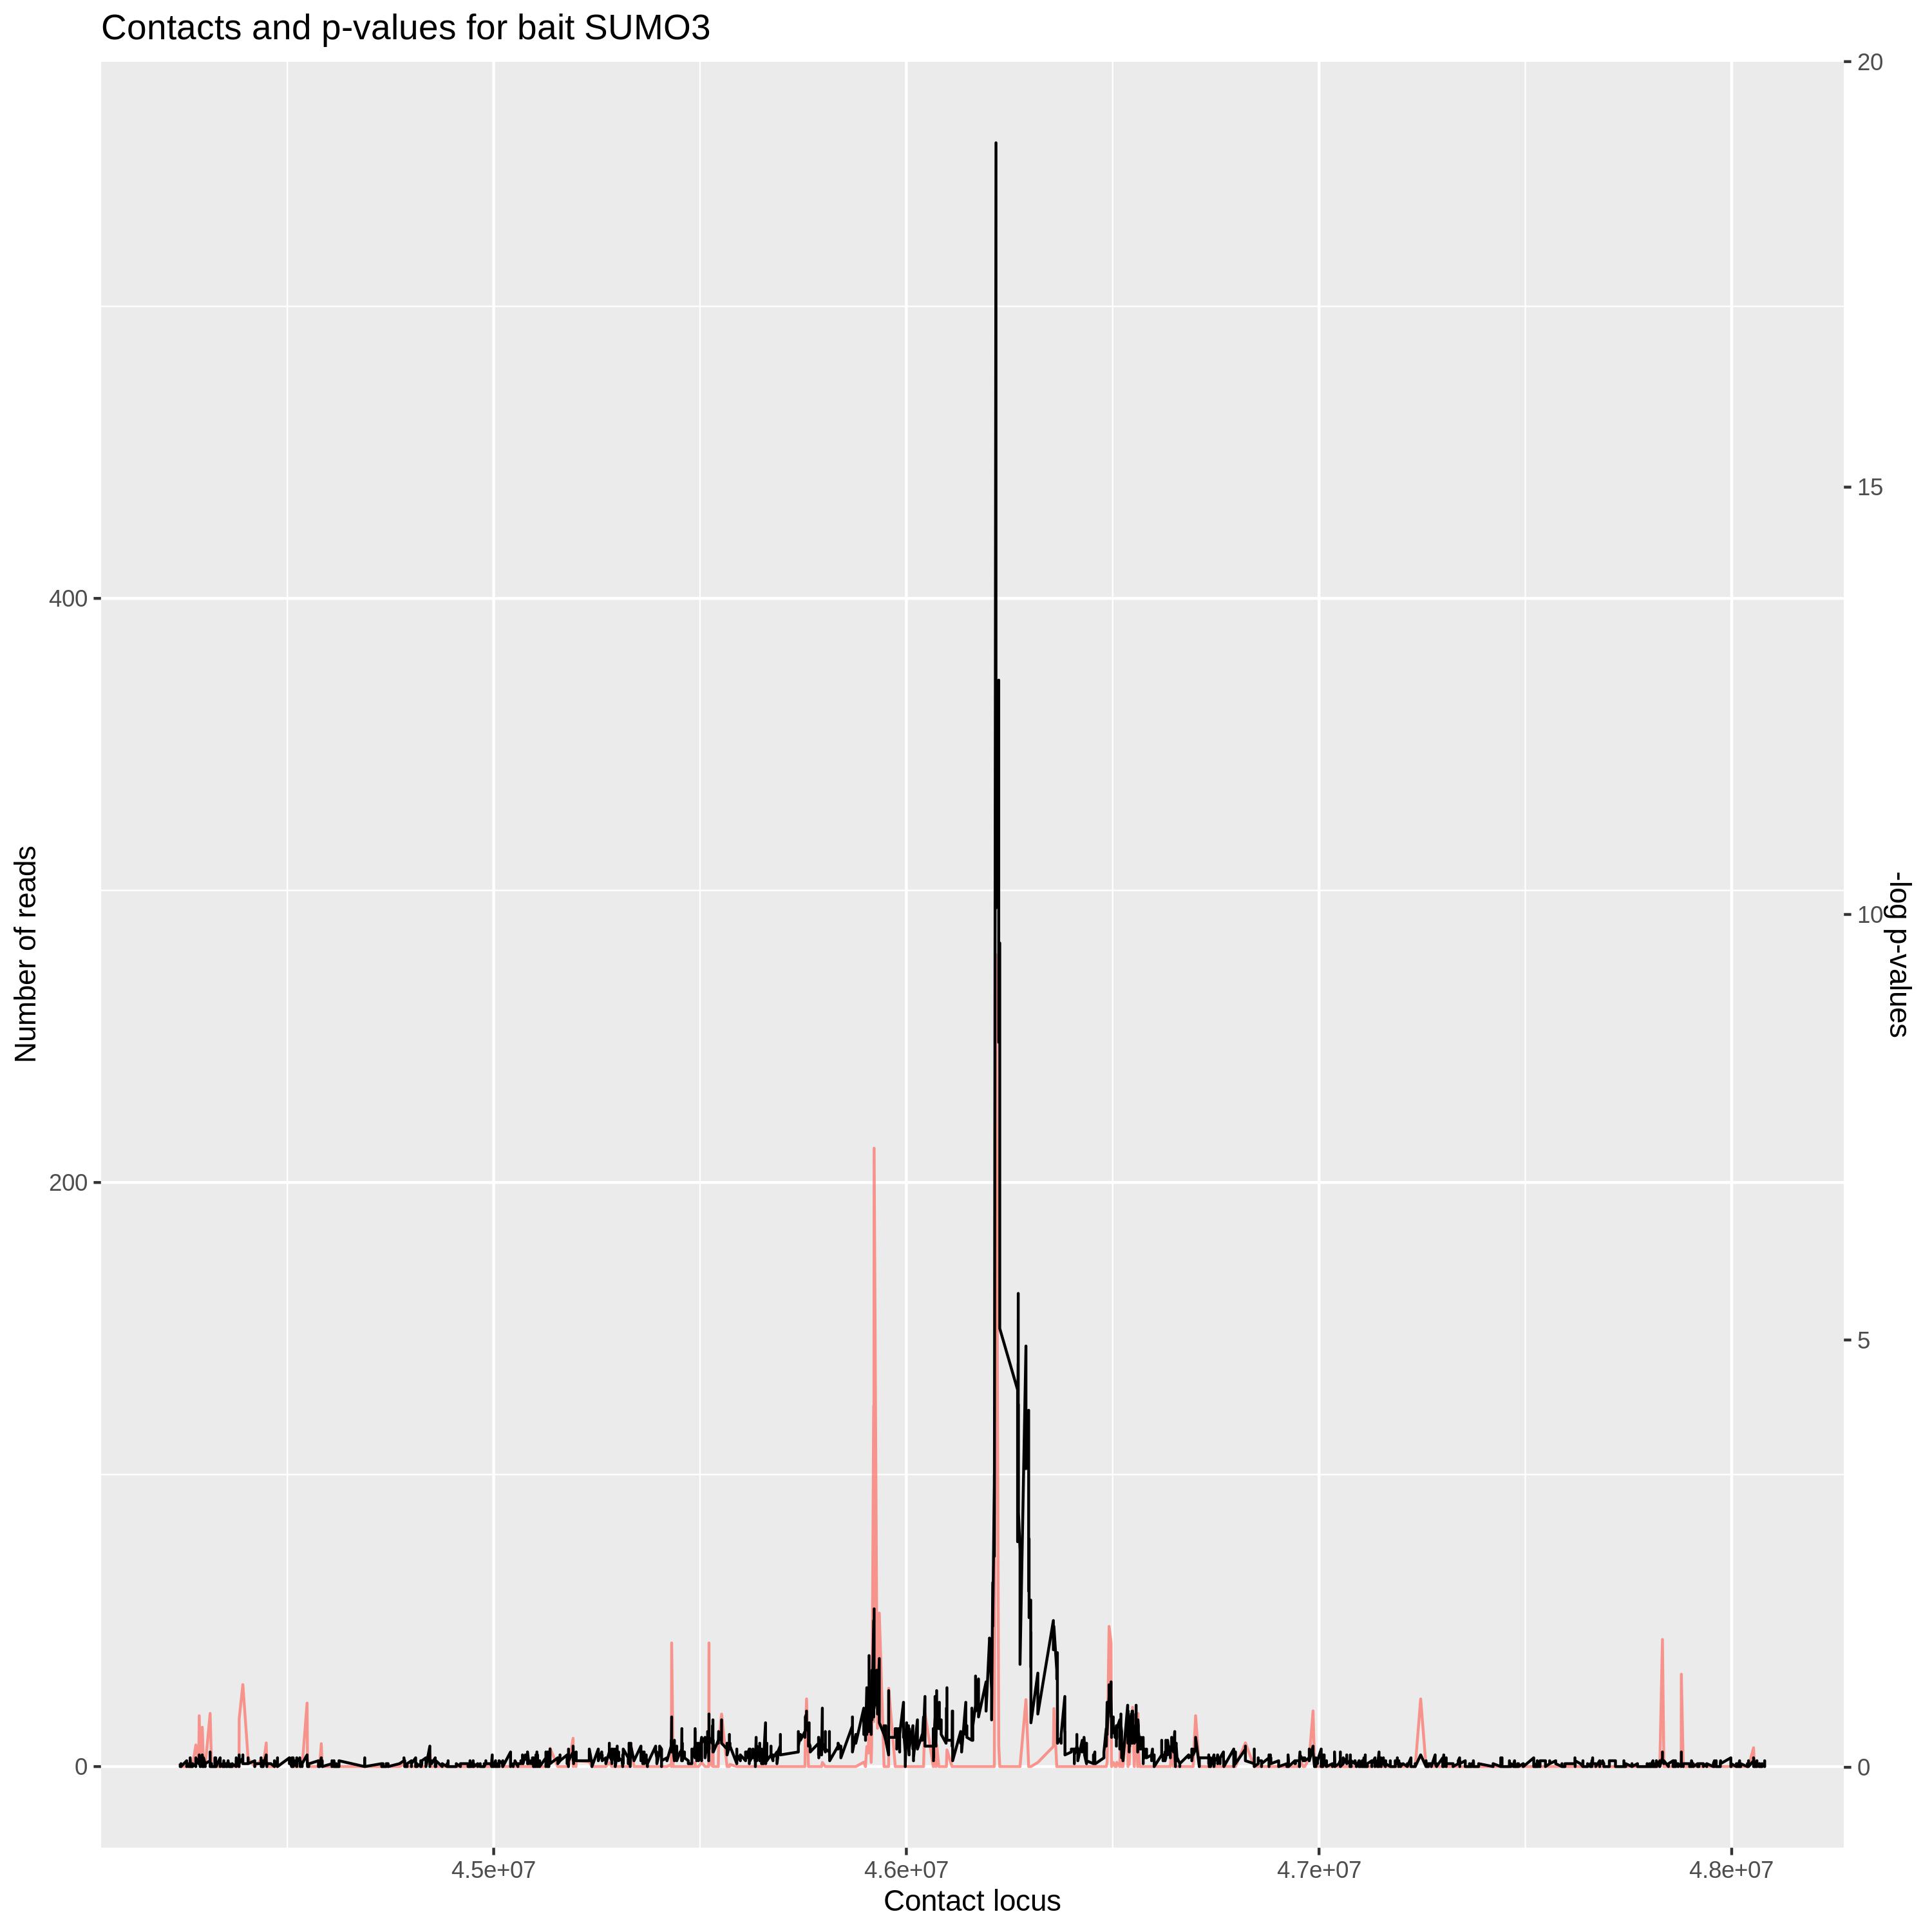 Contacts and p-values for bait SUMO3
Number of reads
400
200
0
20
15
10
5
0
-log p-values
4.5e+07 4.6e+07 4.7e+07 4.8e+07
Contact locus